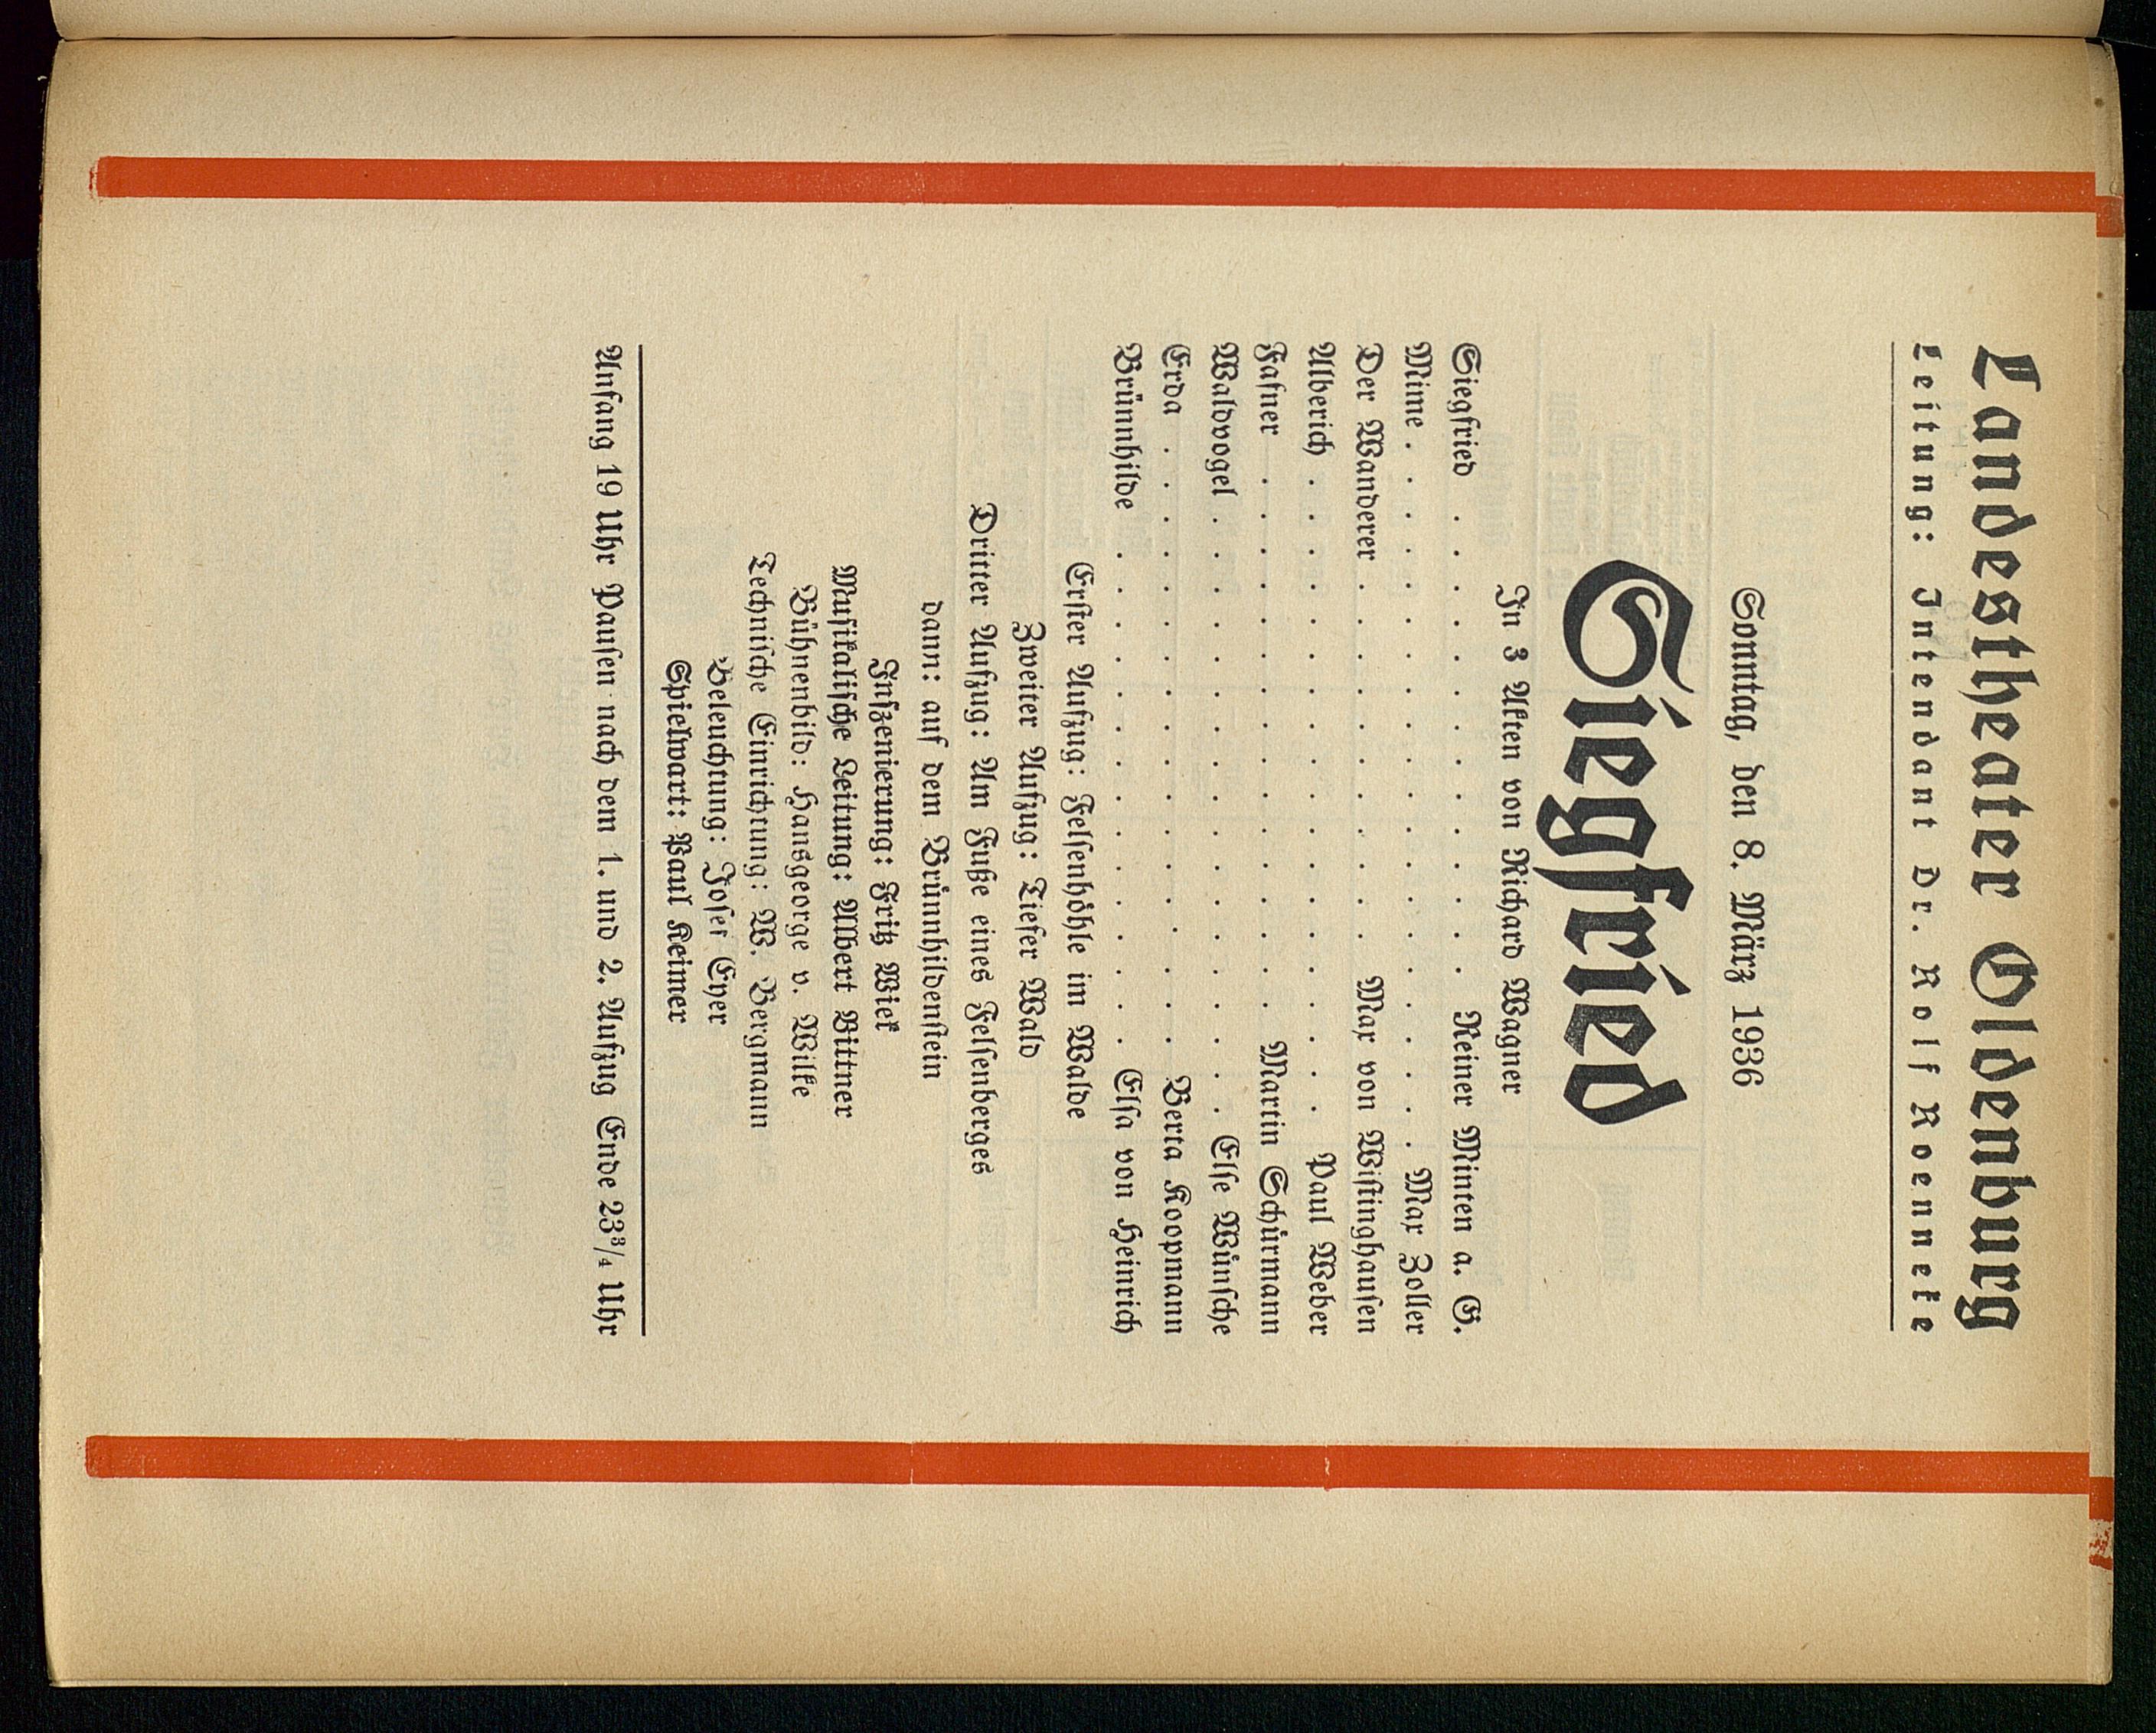 Landestheater Oldenburg
Leitung: Intendant Dr. Rolf Roenneke
Sonntag, den 8. März 1936
Siegfried
In 3 Akten von Richard Wagner
Siegfried . . . . . . . . . . . . . . Reiner Minten a. G.
Mime . . . . . . . . . . . . . . . . . . . . Max Zoller
Der Wanderer . . . . . . . . . . . Max von Wistinghausen
Alberich . . . . . . . . . . . . . . . . . . . Paul Weber
Fafner . . . . . . . . . . . . . . . . Martin Schürmann
Waldvogel . . . . . . . . . . . . . . . . . . Else Wünsche
Erda . . . . . . . . . . . . . . . . . . Berta Koopmann
Brünnhilde . . . . . . . . . . . . . . . Elsa von Heinrich
Erster Aufzug: Felsenhöhle im Walde
Zweiter Aufzug: Tiefer Wald
Dritter Aufzug: Am Fuße eines Felsenberges
dann: auf dem Brünnhildenstein
Inszenierung: Fritz Wiek
Musikalische Leitung: Albert Bittner
Bühnenbild: Hansgeorge v. Wilke
Technische Einrichtung: W. Bergmann
Beleuchtung: Josef Eyer
Spielwart: Paul Keimer
Anfang 19 Uhr Pausen nach dem 1. und 2. Aufzug Ende 23³/₄ Uhr